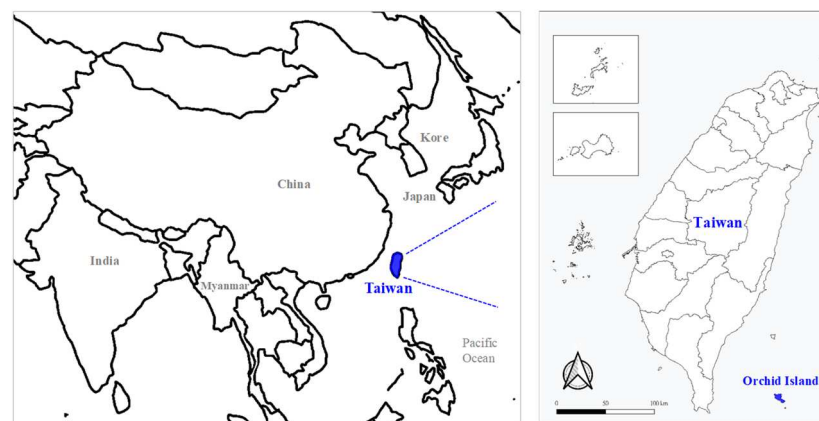 Kore
China
Japan
India
Myanmar
Taiwan
Pacific
Ocean
Taiwan
Orchid Island
0 50 100 km